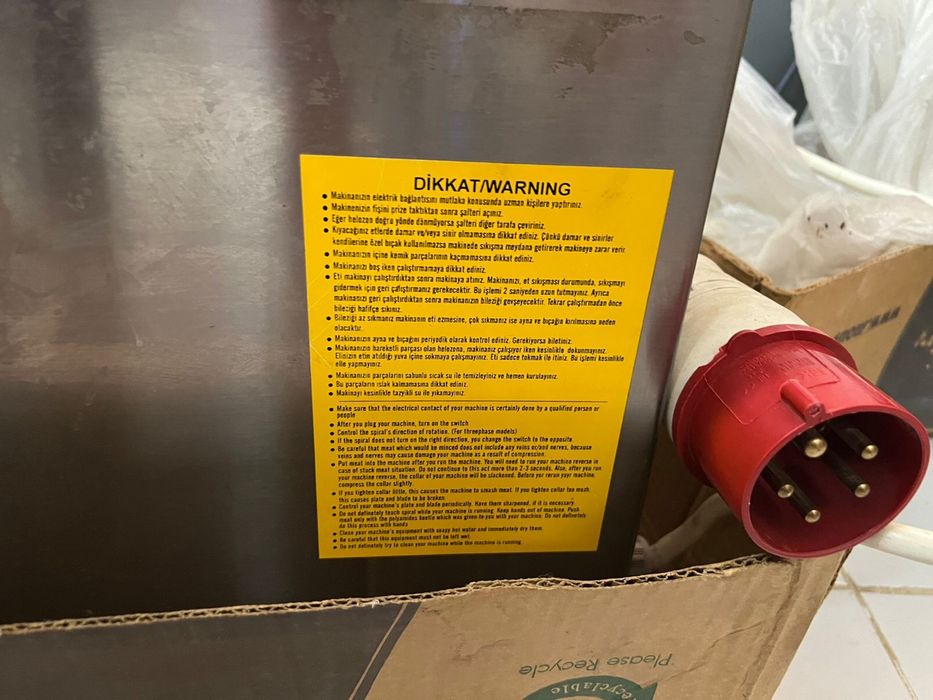 DİKKAT/WARNING
• Makinanızın elektrik bağlantısını mutlaka konusunda uzman kişilere yaptırınız.
• Makinenizin fişini prize taktıktan sonra şalteri açınız.
• Eğer helezon doğru yönde dönmüyorsa şalteri diğer tarafa çeviriniz.
• Kıyacağınız etlerde damar ve/veya sinir olmamasına dikkat ediniz. Çünkü damar ve sinirler
kendilerine özel bıçak kullanılmazsa makinede sıkışma meydana getirerek makineye zarar verir.
• Makinanızın içine kemik parçalarının kaçmamasına dikkat ediniz.
• Makinanızı boş iken çalıştırmamaya dikkat ediniz.
• Eti makinayı çalıştırdıktan sonra makinaya atınız. Makinanızı, et sıkışması durumunda, sıkışmayı
gidermek için geri çalıştırmanız gerekecektir. Bu işlemi 2 saniyeden uzun tutmayınız. Ayrıca
makinasızı geri çalıştırdıktan sonra makinanızın bileziği gevşeyecektir. Tekrar çalıştırmadan önce
bileziği hafifçe sıkınız.
• Bileziği az sıkmanız makinanın eti ezmesine, çok sıkmanız ise ayna ve bıçağın kırılmasına neden
olacaktır.
• Makinanızın ayna ve bıçağını periyodik olarak kontrol ediniz. Gerekiyorsa biletiniz.
• Makinanızın hareketli parçası olan helezona, makinanız çalışıyor iken kesinlikle dokunmayınız.
Elinizin etim atıldığı yuva içine sokmaya çalışmayınız. Eti sadece tokmak ile itiniz. Bu işlemi kesinlikle
elle yapmayınız.
• Makinanızın parçalarını sabunlu sıcak su ile temizleyiniz ve hemen kurulayınız.
• Bu parçaların ıslak kalmamasına dikkat ediniz.
• Makinayı kesinlikle tazyikli su ile yıkamayınız.
• Make sure that the electrical contact of your machine is certainly done by a qualified person or
people
• After you plug your machine, turn on the switch
• Control the spiral's direction of rotation. (For threephase models)
• If the spiral does not turn on the right direction, you change the switch to the opposite.
• Be careful that meat which would be minced does not include any veins or/and nerves, because
veins and nerves may cause damage your machine as a result of compression.
• Put meat into the machine after you run the machine. You will need to run your machine reverse in
case of stuck meat situation. Do not continue to this act more than 2-3 seconds. Also, after you run
your machine reverse, the collar of your machine will be slackened. Before yor rerun yuyr machine,
compress the collar slightly
• If you tighten collar little, this causes the machine to smash meat. If you tighten collar too mush,
this causes plate and blade to be broken.
• Control your machine's plate and blade periodically. Have them sharpened, if it is necessary.
• Do not definitely teuch spiral while your machine is running. Keep hands out of machine. Push
meat only with the polyamides beetle which was given to you with your machine. Do not definitely
do this process with hands
• Clean your machine's equipment with soapy hot water and immediately dry them.
• Be careful that this equipment must not be left wet.
• Do not definetely try to clean your machine while the machine is running.
Please Recycle
Recyclable